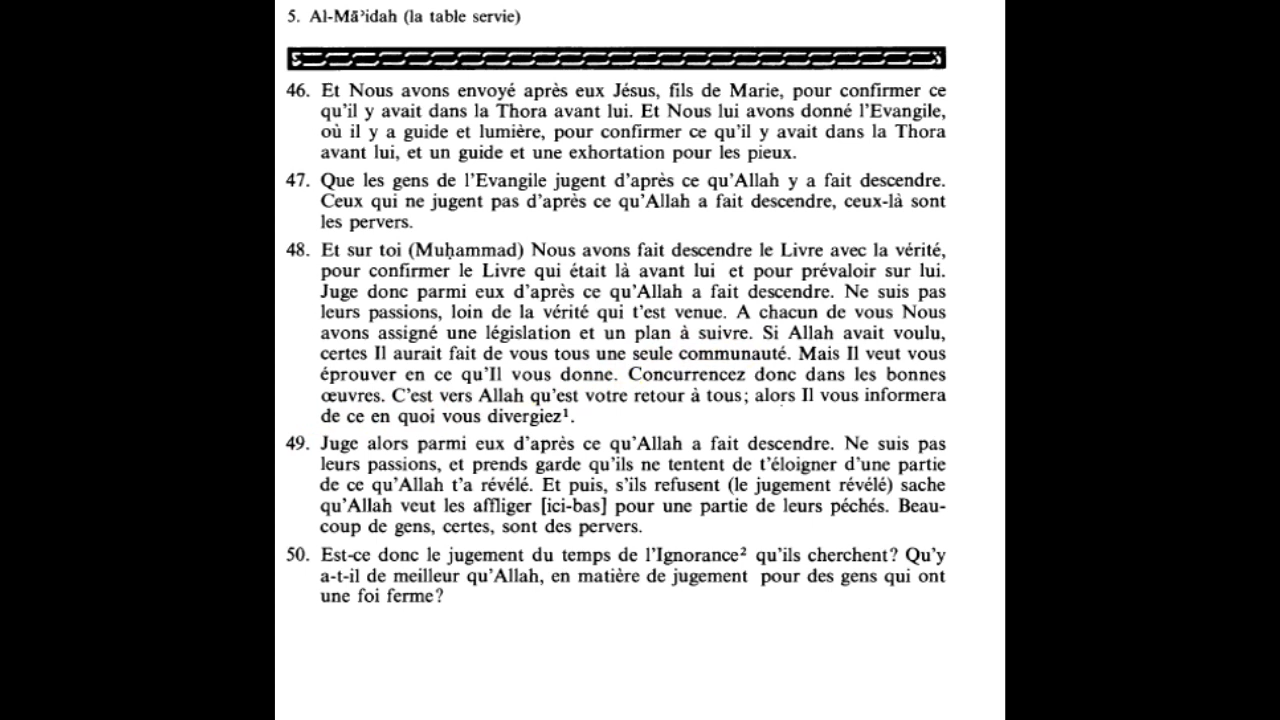 5. Al-Mā’idah (la table servie)
46. Et Nous avons envoyé après eux Jésus, fils de Marie, pour confirmer ce
qu’il y avait dans la Thora avant lui. Et Nous lui avons donné l’Evangile,
où il y a guide et lumière, pour confirmer ce qu’il y avait dans la Thora
avant lui, et un guide et une exhortation pour les pieux.
47. Que les gens de l’Evangile jugent d’après ce qu’Allah y a fait descendre.
Ceux qui ne jugent pas d’après ce qu’Allah a fait descendre, ceux-là sont
les pervers.
48. Et sur toi (Muḥammad) Nous avons fait descendre le Livre avec la vérité,
pour confirmer le Livre qui était là avant lui et pour prévaloir sur lui.
Juge donc parmi eux d’après ce qu’Allah a fait descendre. Ne suis pas
leurs passions, loin de la vérité qui t’est venue. A chacun de vous Nous
avons assigné une législation et un plan à suivre. Si Allah avait voulu,
certes Il aurait fait de vous tous une seule communauté. Mais Il veut vous
éprouver en ce qu’Il vous donne. Concurrencez donc dans les bonnes
œuvres. C’est vers Allah qu’est votre retour à tous; alors Il vous informera
de ce en quoi vous divergiez¹.
49. Juge alors parmi eux d’après ce qu’Allah a fait descendre. Ne suis pas
leurs passions, et prends garde qu’ils ne tentent de t’éloigner d’une partie
de ce qu’Allah t’a révélé. Et puis, s’ils refusent (le jugement révélé) sache
qu’Allah veut les affliger [ici-bas] pour une partie de leurs péchés. Beau-
coup de gens, certes, sont des pervers.
50. Est-ce donc le jugement du temps de l’Ignorance² qu’ils cherchent? Qu’y
a-t-il de meilleur qu’Allah, en matière de jugement pour des gens qui ont
une foi ferme?